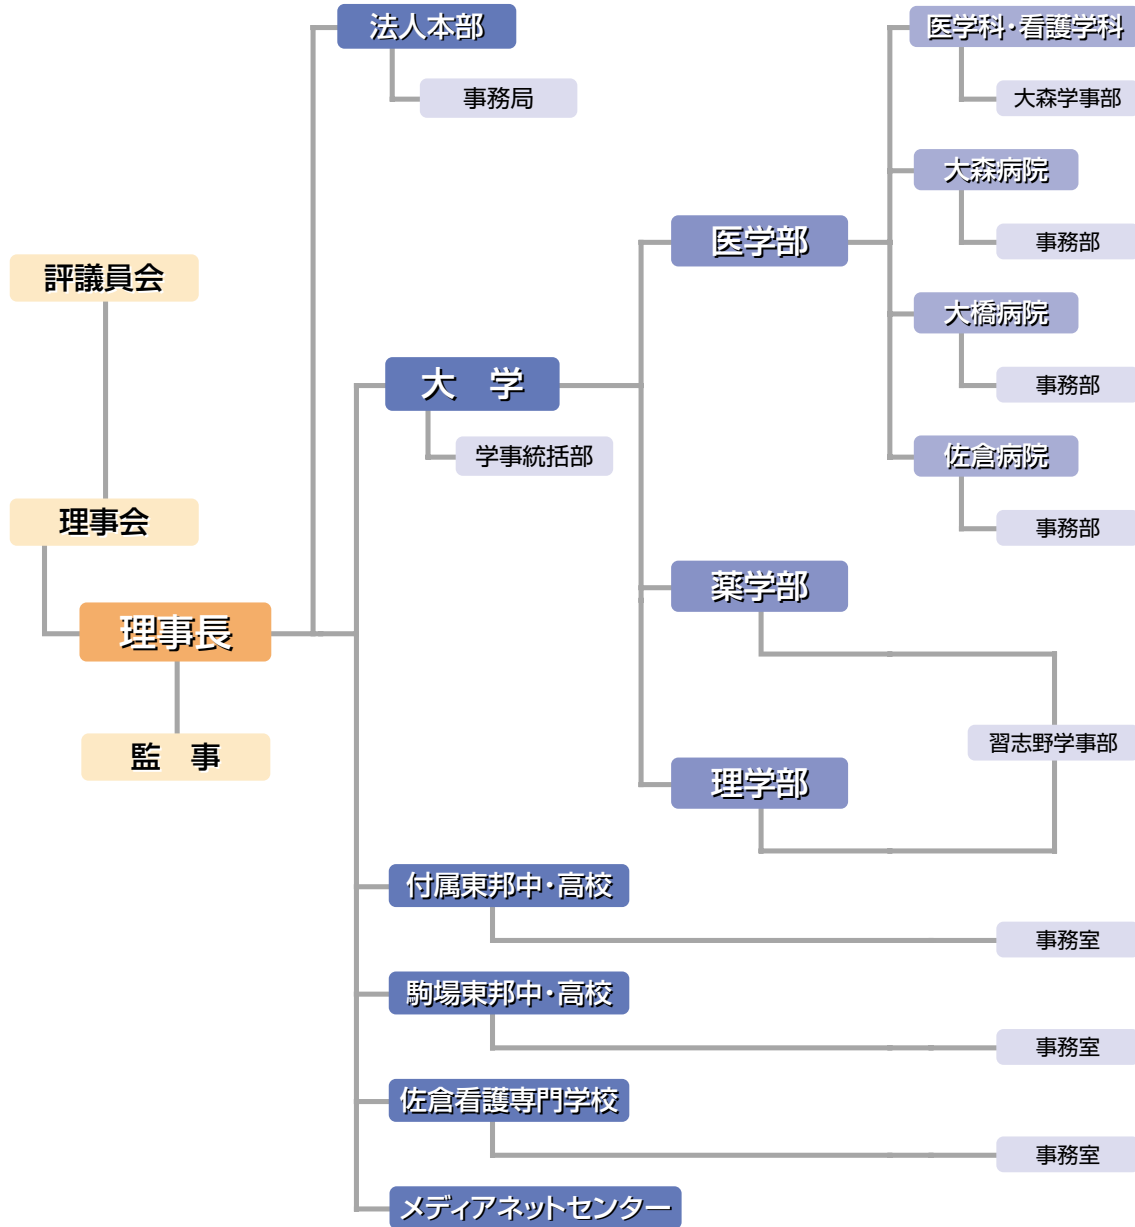 法人本部
事務局
評議員会
理事会
理事長
監　事
大　学
学事統括部
医学部
医学科・看護学科
大森学事部
大森病院
事務部
大橋病院
事務部
佐倉病院
事務部
薬学部
理学部
習志野学事部
付属東邦中・高校
事務室
駒場東邦中・高校
事務室
佐倉看護専門学校
事務室
メディアネットセンター